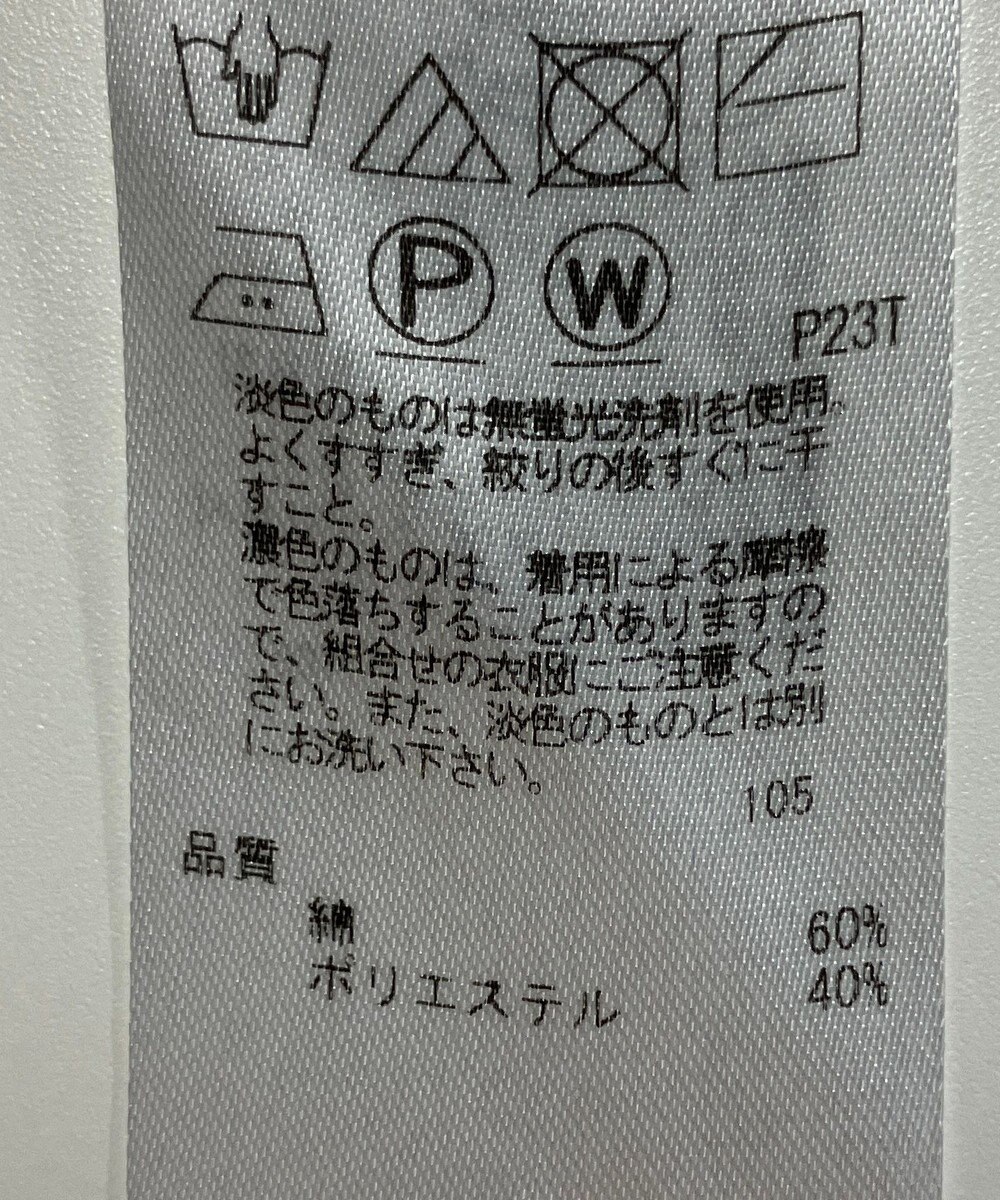 P
W
P23T
淡色のものは無蛍光洗剤を使用。
よくすすぎ、絞りの後すぐに干
すこと。
濃色のものは、着用による摩擦
で色落ちすることがありますの
で、組合せの衣服にご注意くだ
さい。また、淡色のものとは別
にお洗い下さい。
105
品質
綿 60%
ポリエステル 40%